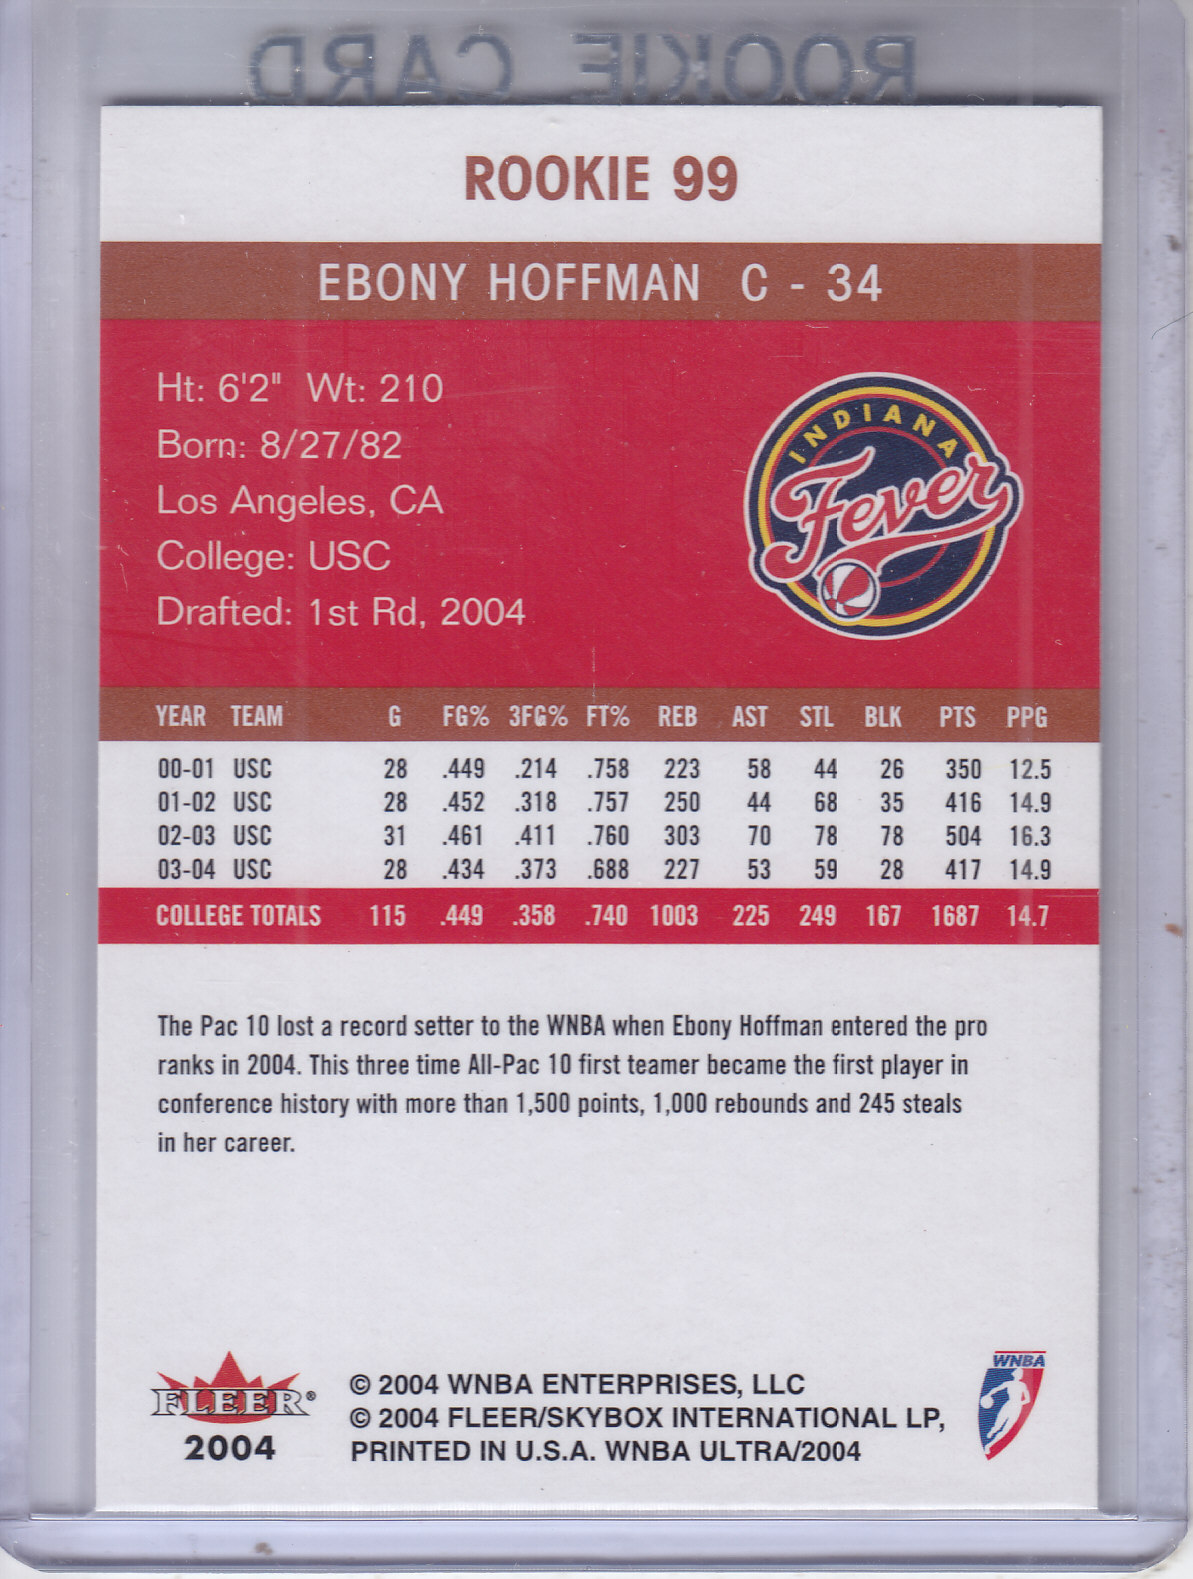 ROOKIE CARD
ROOKIE 99
EBONY HOFFMAN C - 34
Ht: 6'2" Wt: 210
Born: 8/27/82
Los Angeles, CA
College: USC
Drafted: 1st Rd, 2004
INDIANA
Fever
YEAR TEAM G FG% 3FG% FT% REB AST STL BLK PTS PPG
00-01 USC 28 .449 .214 .758 223 58 44 26 350 12.5
01-02 USC 28 .452 .318 .757 250 44 68 35 416 14.9
02-03 USC 31 .461 .411 .760 303 70 78 78 504 16.3
03-04 USC 28 .434 .373 .688 227 53 59 28 417 14.9
COLLEGE TOTALS 115 .449 .358 .740 1003 225 249 167 1687 14.7
The Pac 10 lost a record setter to the WNBA when Ebony Hoffman entered the pro
ranks in 2004. This three time All-Pac 10 first teamer became the first player in
conference history with more than 1,500 points, 1,000 rebounds and 245 steals
in her career.
FLEER®
2004
© 2004 WNBA ENTERPRISES, LLC
© 2004 FLEER/SKYBOX INTERNATIONAL LP,
PRINTED IN U.S.A. WNBA ULTRA/2004
WNBA